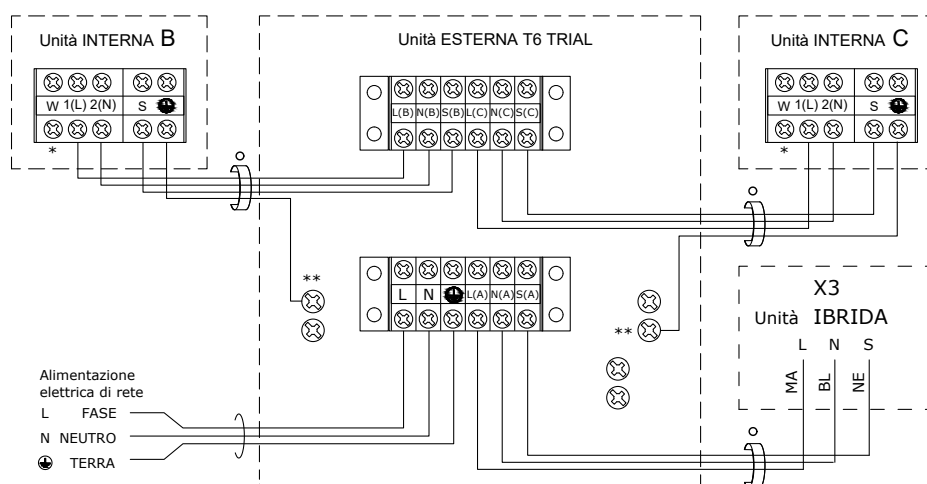 Unità INTERNA B
W 1(L) 2(N) S
*
Unità ESTERNA T6 TRIAL
L(B) N(B) S(B) L(C) N(C) S(C)
Unità INTERNA C
W 1(L) 2(N) S
*
**
L N L(A) N(A) S(A)
**
X3
Unità IBRIDA
L N S
MA BL NE
Alimentazione
elettrica di rete
L FASE
N NEUTRO
TERRA